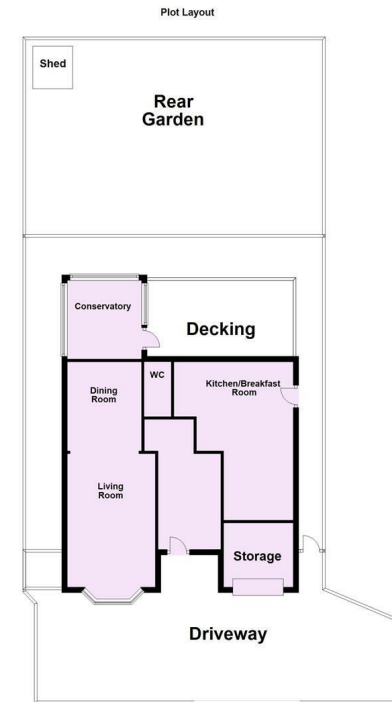 Plot Layout
Shed
Rear
Garden
Conservatory
Decking
WC
Dining
Room
Kitchen/Breakfast
Room
Living
Room
Storage
Driveway